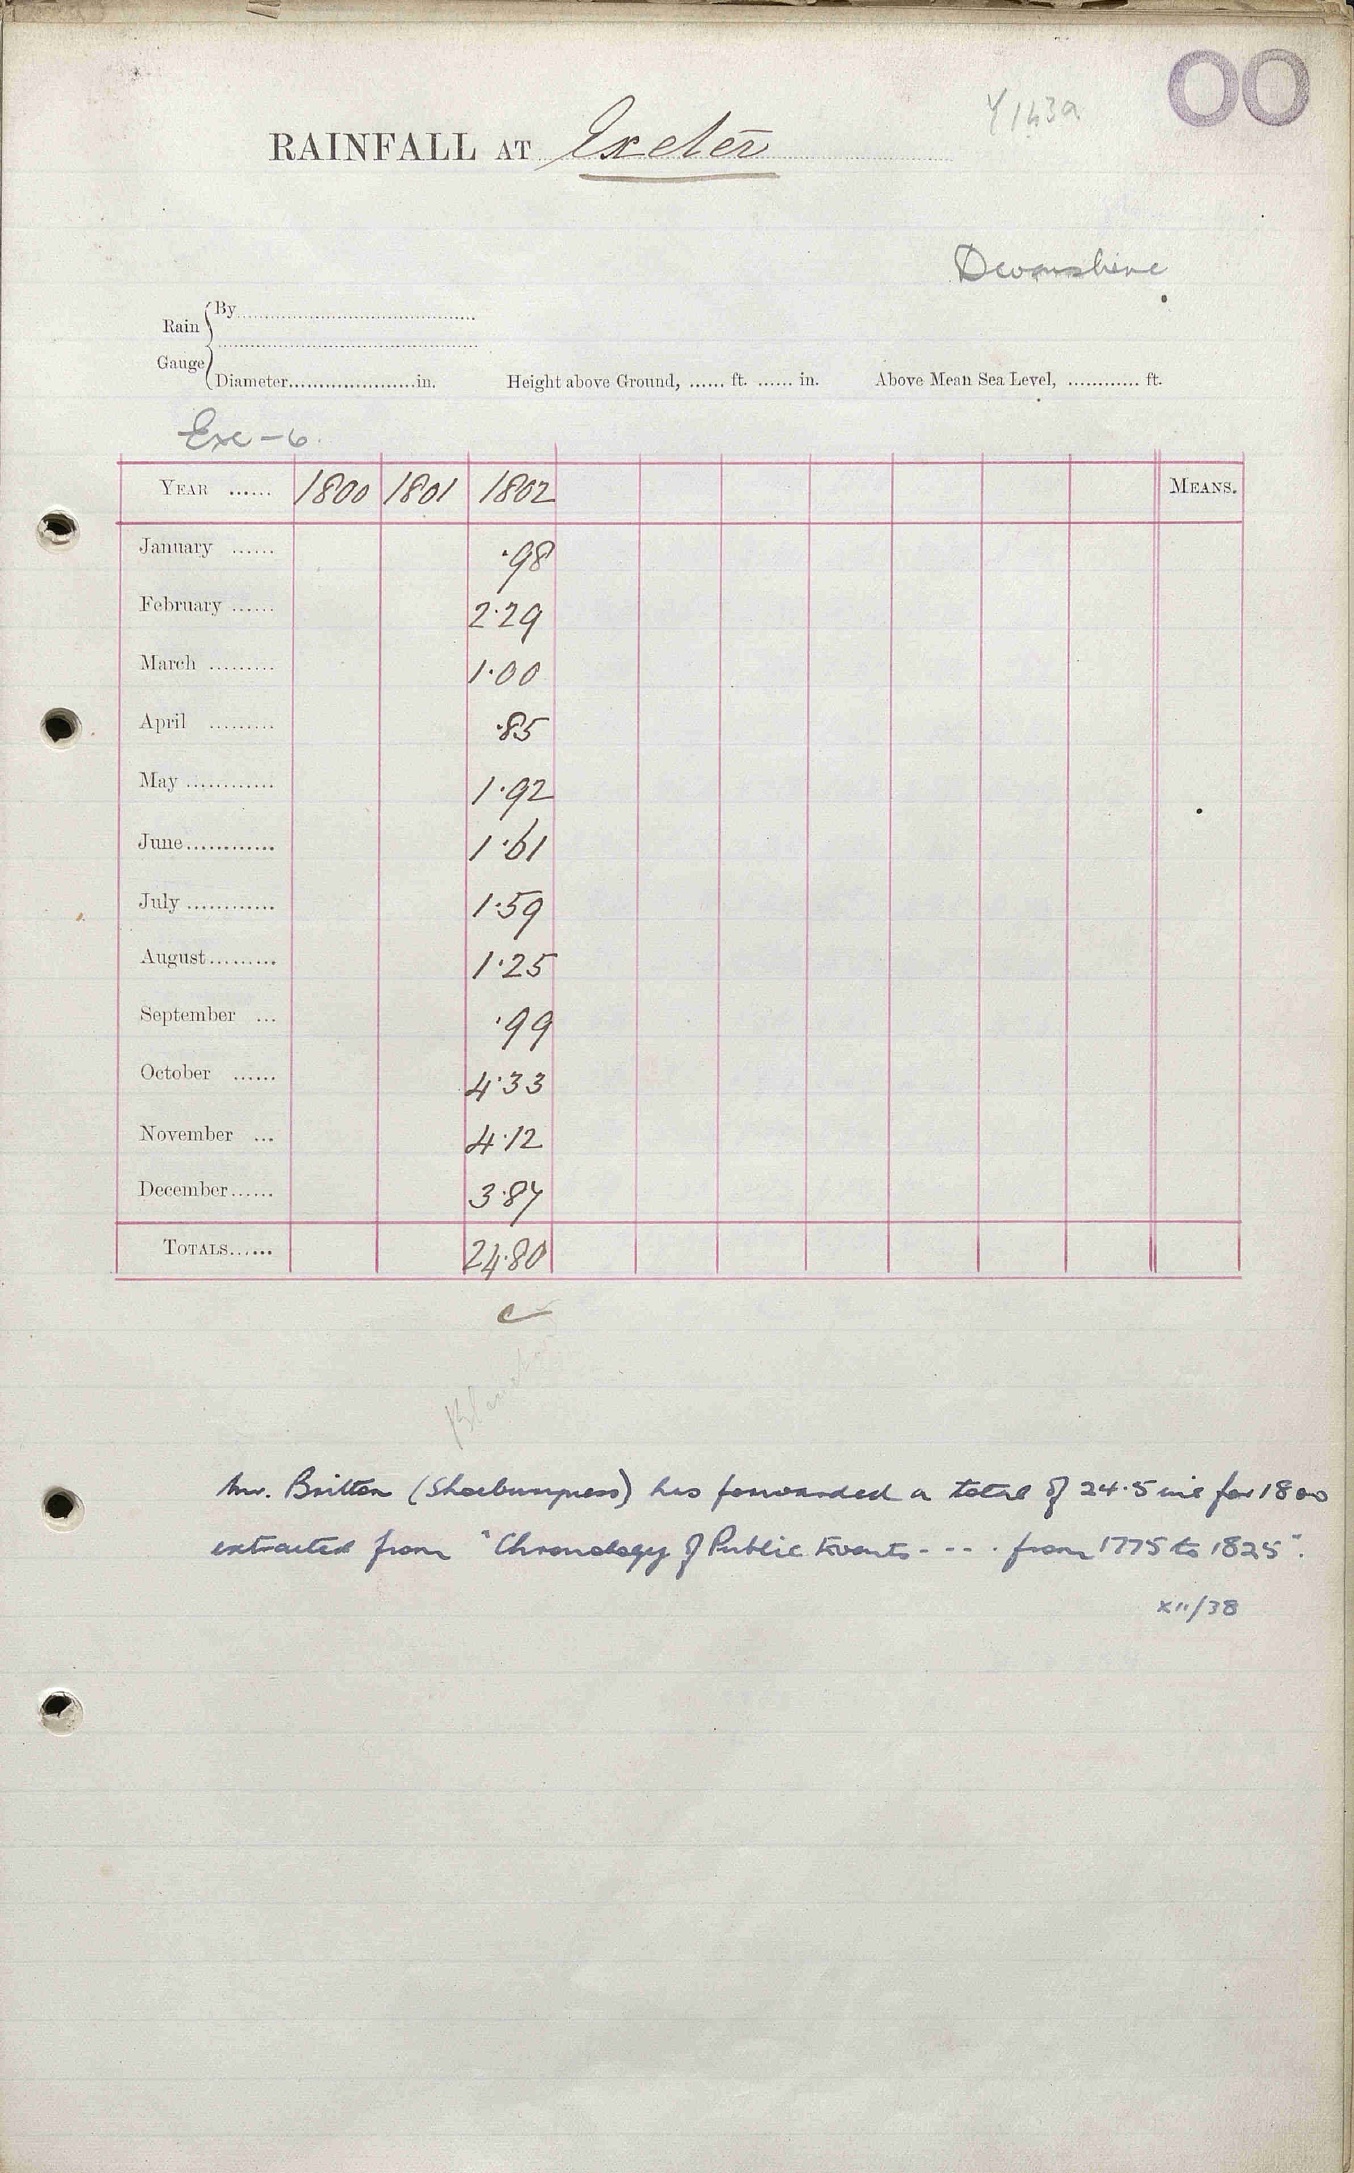 OO
Y143a
RAINFALL AT Exeter
Devonshire
Rain Gauge
By
Diameter in. Height above Ground, ...... ft. ...... in. Above Mean Sea Level, ............ ft.
Exe - 6.
YEAR ...... 1800 1801 1802 MEANS.
January ...... ·98
February ...... 2·29
March ......... 1·00
April ......... ·85
May ............ 1·92
June............ 1·61
July ............ 1·59
August......... 1·25
September ... ·99
October ...... 4·33
November ... 4·12
December...... 3·87
TOTALS...... 24·80
c
Mr. Britton (Shoeburyness) has forwarded a total of 24·5 ins for 1800
extracted from "Chronology of Public Events - - - . from 1775 to 1825".
XII/38